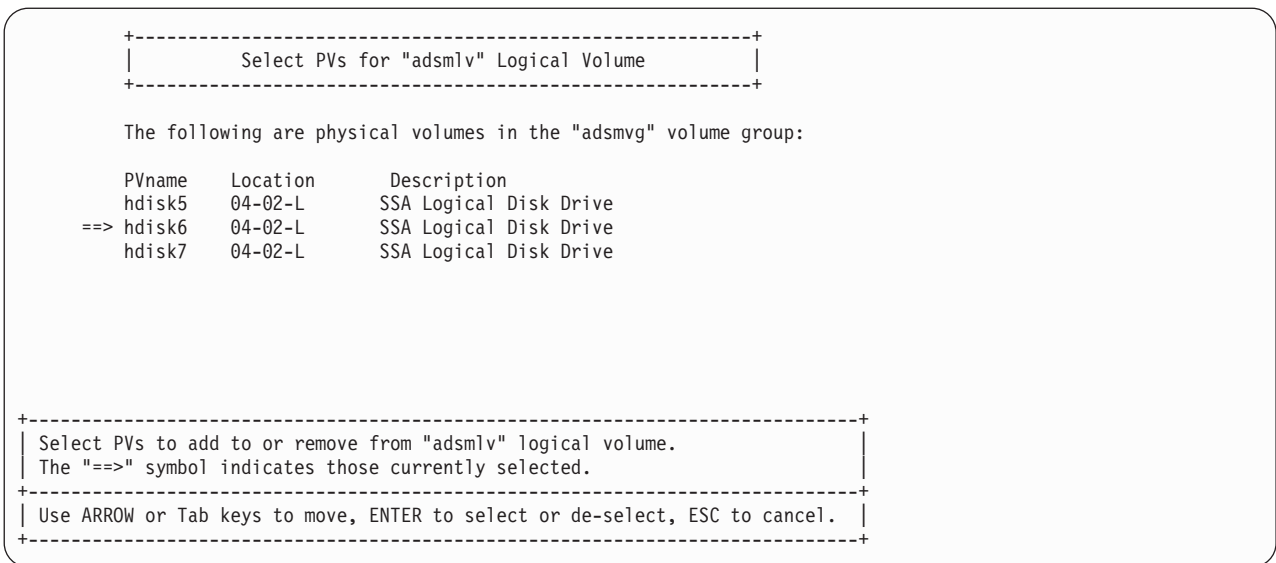 +----------------------------------------------------------+
|          Select PVs for "adsmlv" Logical Volume          |
+----------------------------------------------------------+
The following are physical volumes in the "adsmvg" volume group:
PVname    Location       Description
hdisk5    04-02-L       SSA Logical Disk Drive
==> hdisk6    04-02-L       SSA Logical Disk Drive
hdisk7    04-02-L       SSA Logical Disk Drive
+------------------------------------------------------------------------------+
| Select PVs to add to or remove from "adsmlv" logical volume.                 |
| The "==>" symbol indicates those currently selected.                         |
+------------------------------------------------------------------------------+
| Use ARROW or Tab keys to move, ENTER to select or de-select, ESC to cancel.  |
+------------------------------------------------------------------------------+